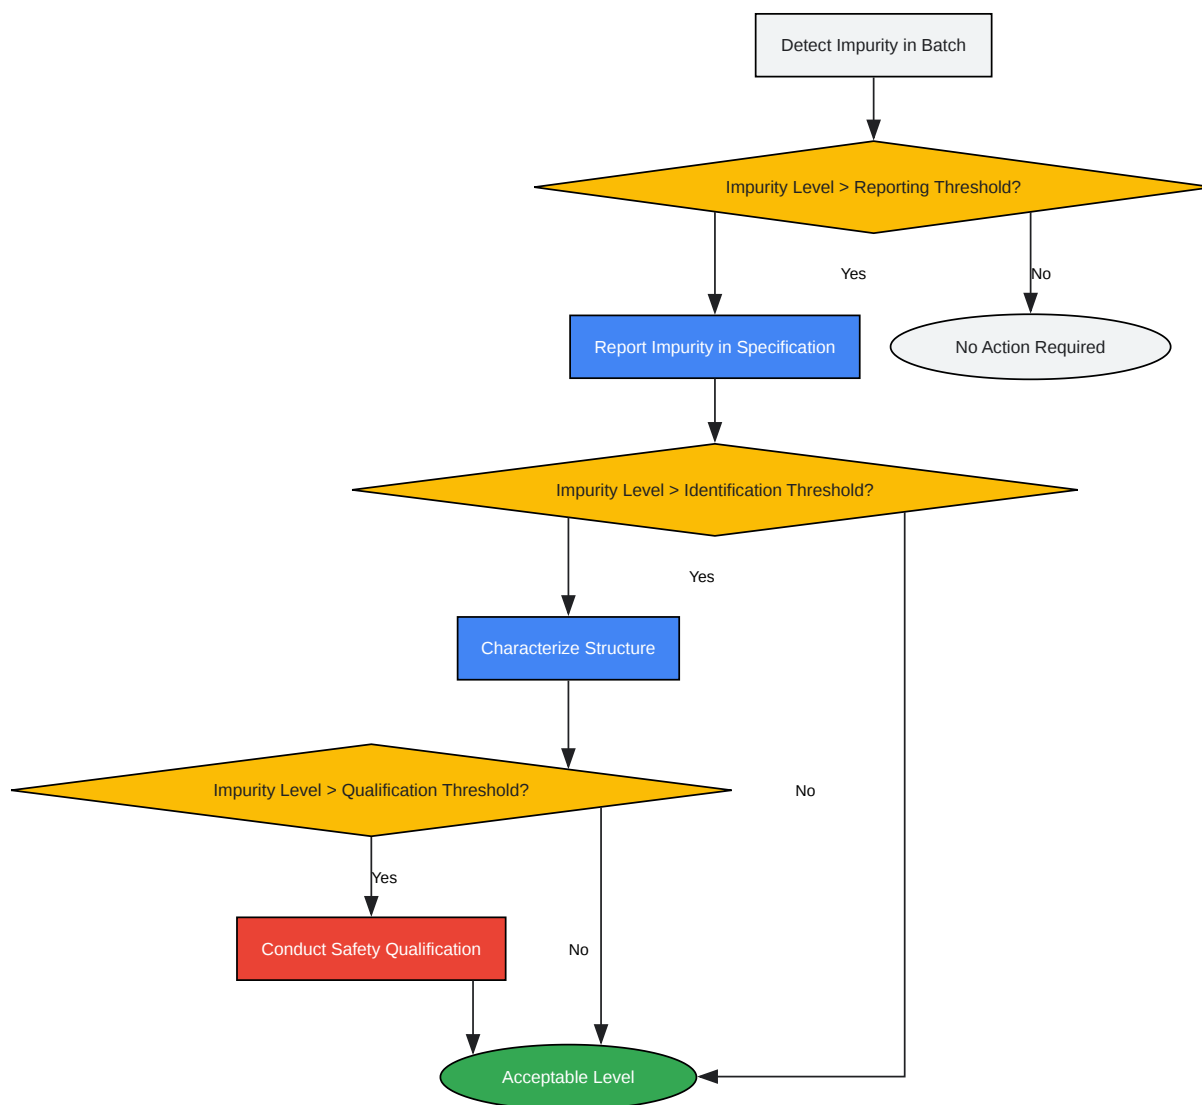 Detect Impurity in Batch
Impurity Level > Reporting Threshold?
Yes
No
Report Impurity in Specification
No Action Required
Impurity Level > Identification Threshold?
Yes
Characterize Structure
Impurity Level > Qualification Threshold?
No
Yes
Conduct Safety Qualification
No
Acceptable Level